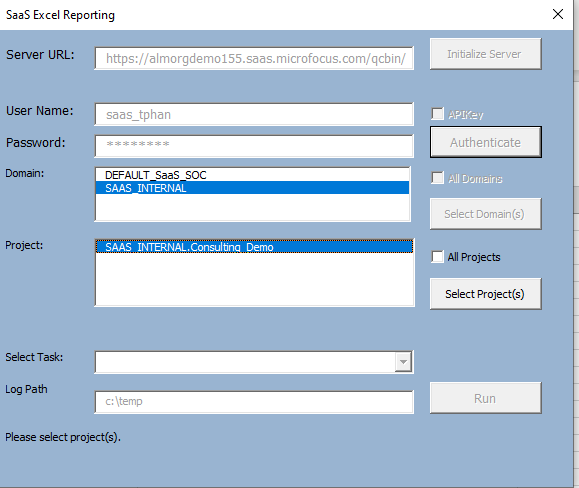 SaaS Excel Reporting
Server URL:
https://almorgdemo155.saas.microfocus.com/qcbin/
Initialize Server
User Name:
saas_tphan
APIKey
Password:
********
Authenticate
Domain:
DEFAULT_SaaS_SOC
SAAS_INTERNAL
All Domains
Select Domain(s)
Project:
SAAS_INTERNAL.Consulting_Demo
All Projects
Select Project(s)
Select Task:
Log Path
c:\temp
Run
Please select project(s).